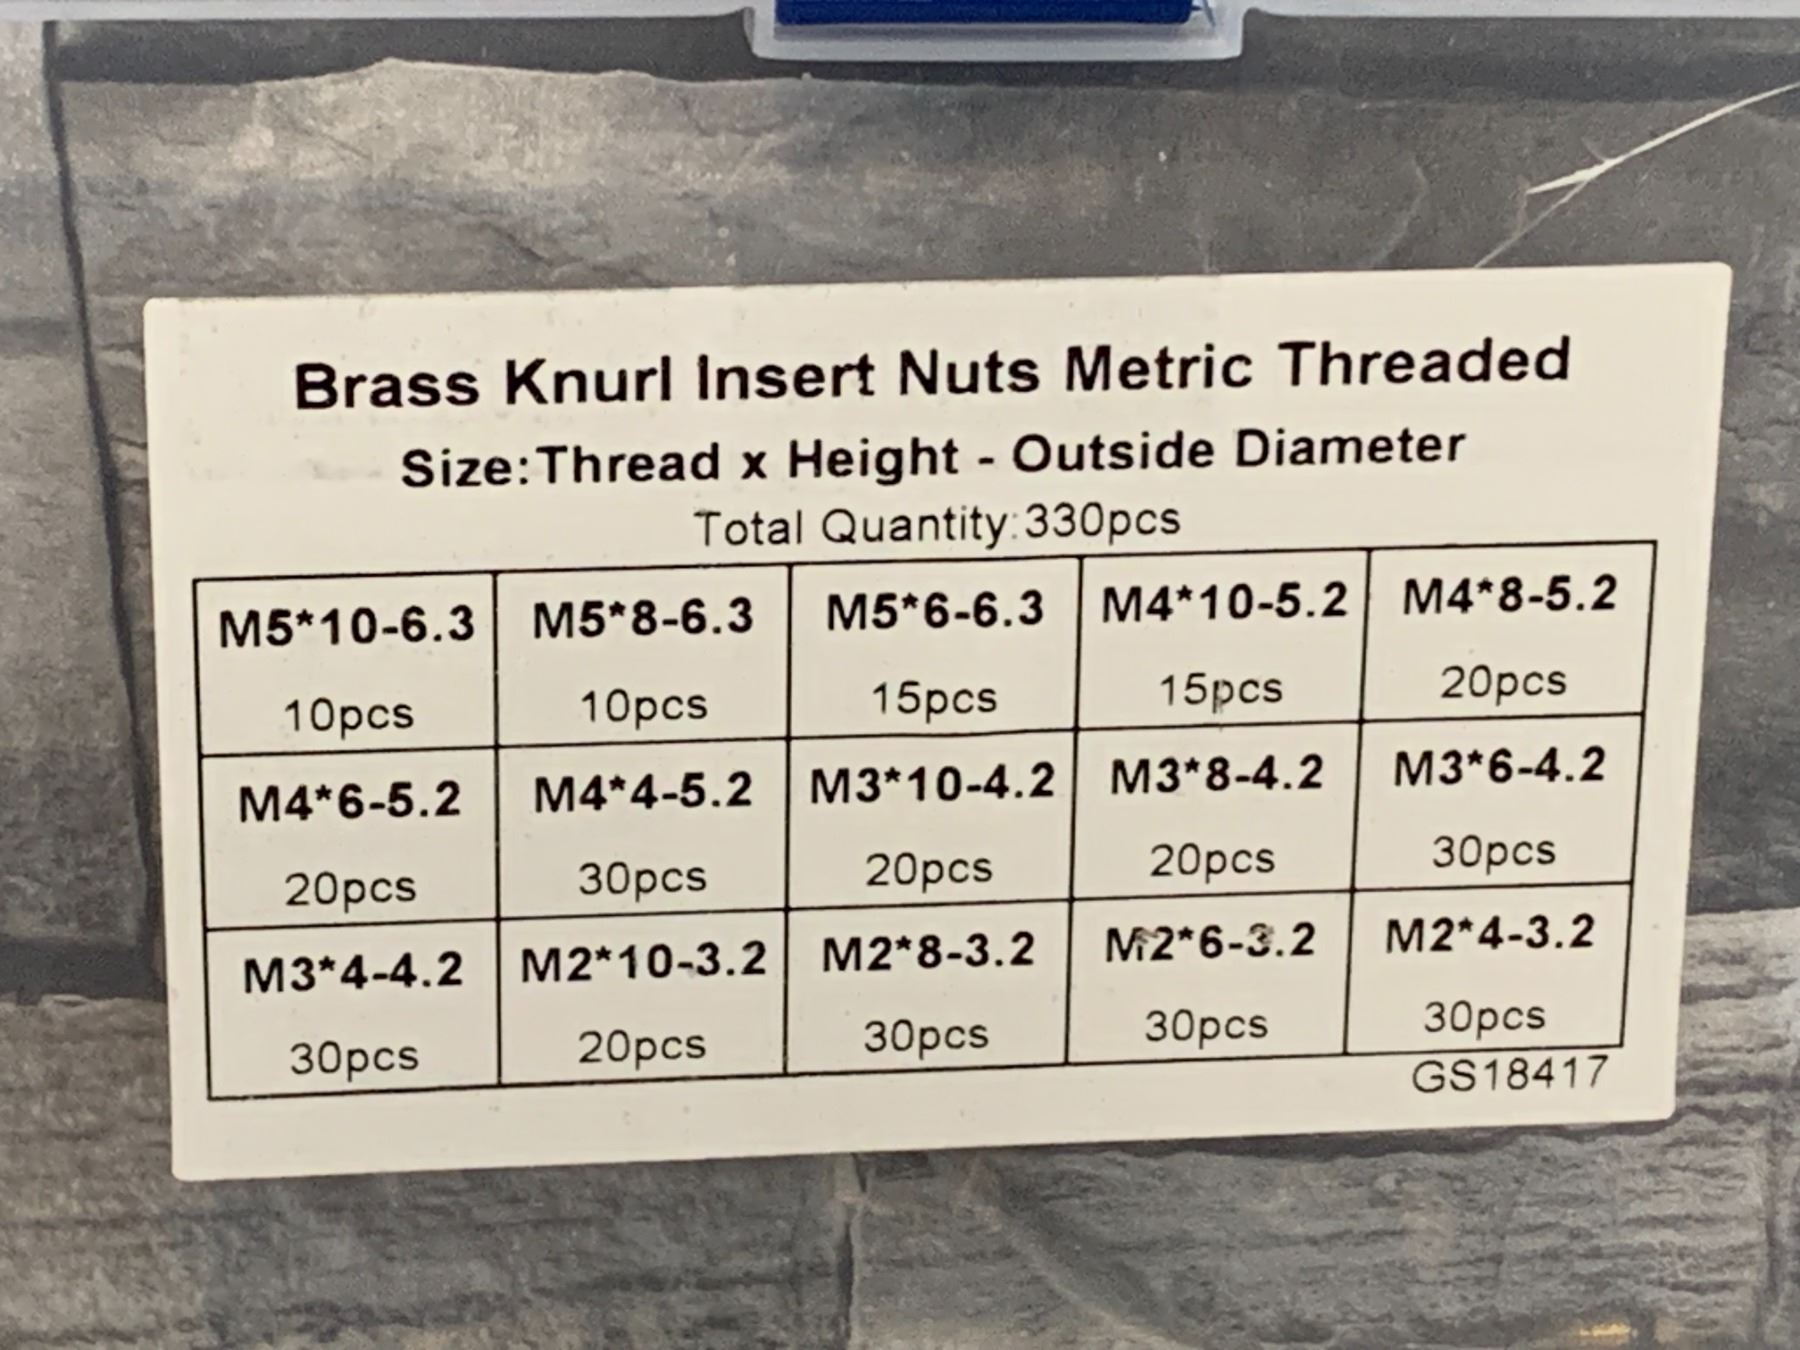 Brass Knurl Insert Nuts Metric Threaded
Size:Thread x Height - Outside Diameter
Total Quantity:330pcs
M5*10-6.3 M5*8-6.3 M5*6-6.3 M4*10-5.2 M4*8-5.2
10pcs 10pcs 15pcs 15pcs 20pcs
M4*6-5.2 M4*4-5.2 M3*10-4.2 M3*8-4.2 M3*6-4.2
20pcs 30pcs 20pcs 20pcs 30pcs
M3*4-4.2 M2*10-3.2 M2*8-3.2 M2*6-3.2 M2*4-3.2
30pcs 20pcs 30pcs 30pcs 30pcs
GS18417